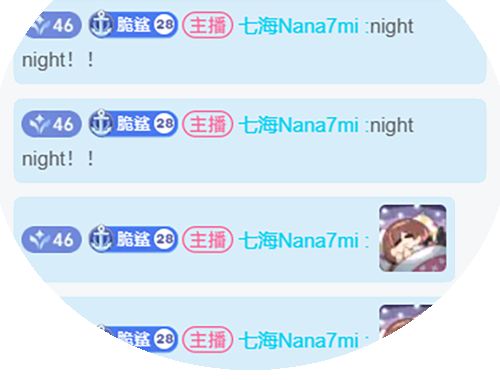 46 脆鲨 28 主播 七海Nana7mi :night
night！！
46 脆鲨 28 主播 七海Nana7mi :night
night！！
46 脆鲨 28 主播 七海Nana7mi :
脆鲨 28 主播 七海Nana7mi :